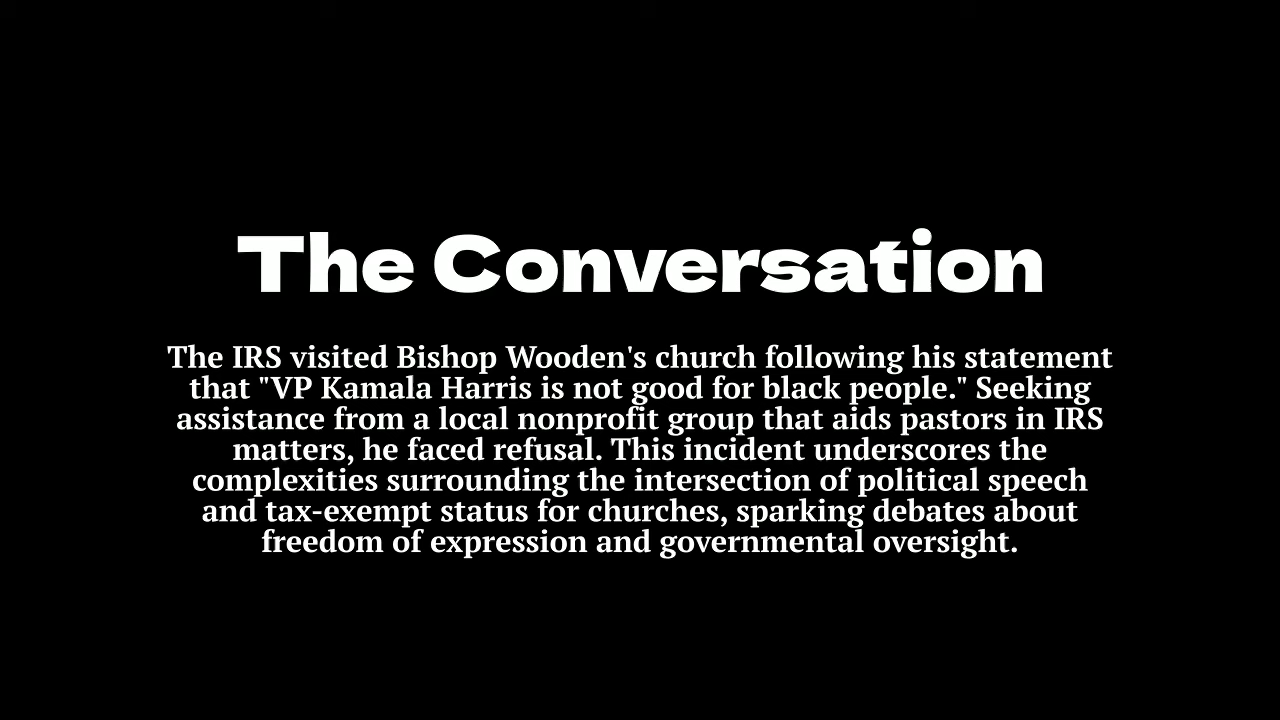 The Conversation
The IRS visited Bishop Wooden's church following his statement
that "VP Kamala Harris is not good for black people." Seeking
assistance from a local nonprofit group that aids pastors in IRS
matters, he faced refusal. This incident underscores the
complexities surrounding the intersection of political speech
and tax-exempt status for churches, sparking debates about
freedom of expression and governmental oversight.